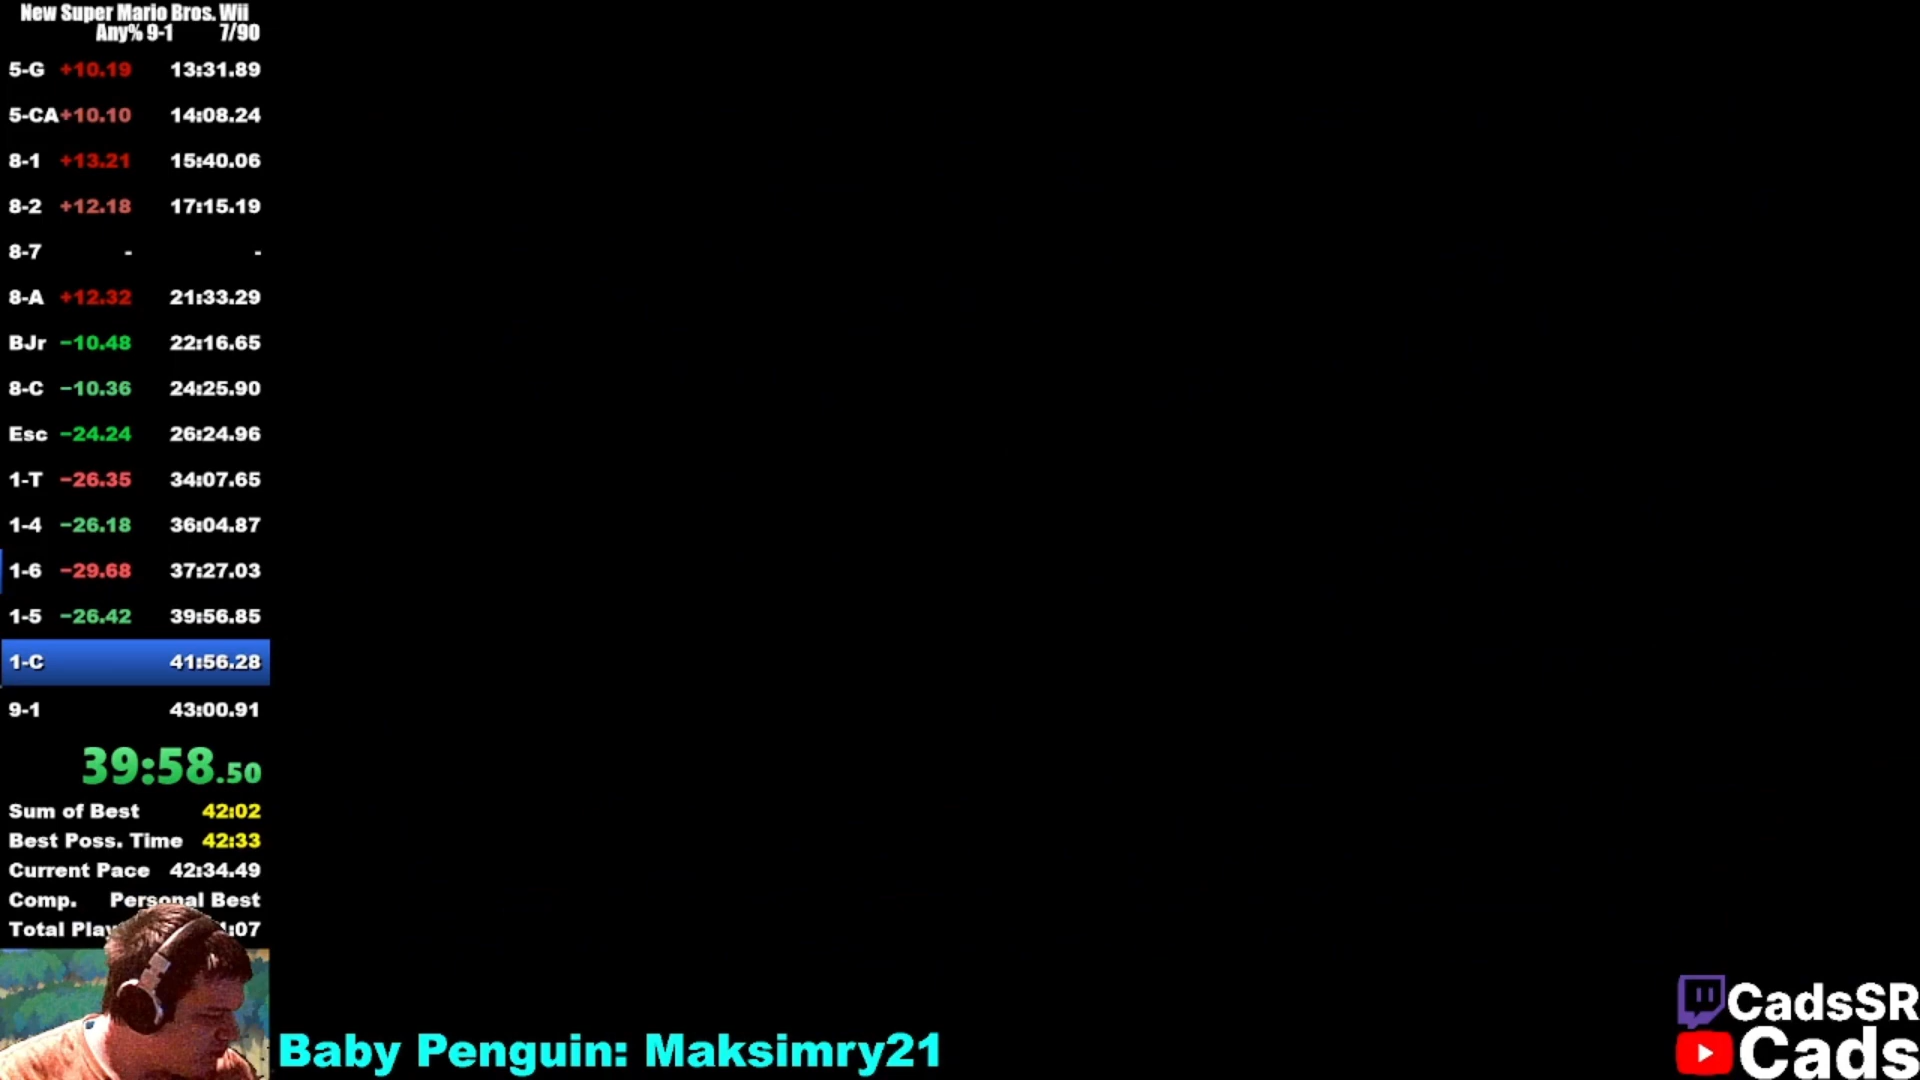 New Super Mario Bros. Wii
Any% 9-1 7/90
5-G +10.19 13:31.89
5-CA +10.10 14:08.24
8-1 +13.21 15:40.06
8-2 +12.18 17:15.19
8-7 - -
8-A +12.32 21:33.29
BJr −10.48 22:16.65
8-C −10.36 24:25.90
Esc −24.24 26:24.96
1-T −26.35 34:07.65
1-4 −26.18 36:04.87
1-6 −29.68 37:27.03
1-5 −26.42 39:56.85
1-C 41:56.28
9-1 43:00.91
39:58.50
Sum of Best 42:02
Best Poss. Time 42:33
Current Pace 42:34.49
Comp. Personal Best
Total Play :07
Baby Penguin: Maksimry21
CadsSR
Cads